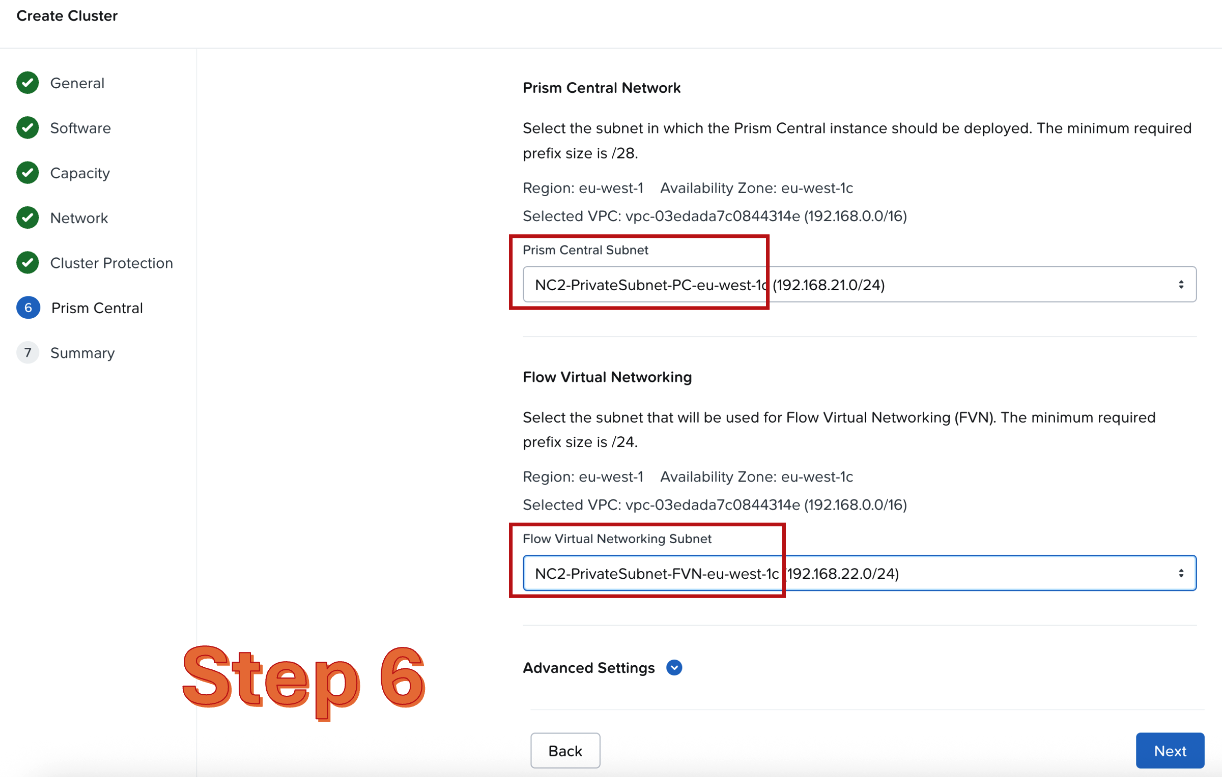 Create Cluster
General
Software
Capacity
Network
Cluster Protection
6 Prism Central
7 Summary
Prism Central Network
Select the subnet in which the Prism Central instance should be deployed. The minimum required
prefix size is /28.
Region: eu-west-1 Availability Zone: eu-west-1c
Selected VPC: vpc-03edada7c0844314e (192.168.0.0/16)
Prism Central Subnet
NC2-PrivateSubnet-PC-eu-west-1c (192.168.21.0/24)
Flow Virtual Networking
Select the subnet that will be used for Flow Virtual Networking (FVN). The minimum required
prefix size is /24.
Region: eu-west-1 Availability Zone: eu-west-1c
Selected VPC: vpc-03edada7c0844314e (192.168.0.0/16)
Flow Virtual Networking Subnet
NC2-PrivateSubnet-FVN-eu-west-1c (192.168.22.0/24)
Step 6
Advanced Settings
Back
Next